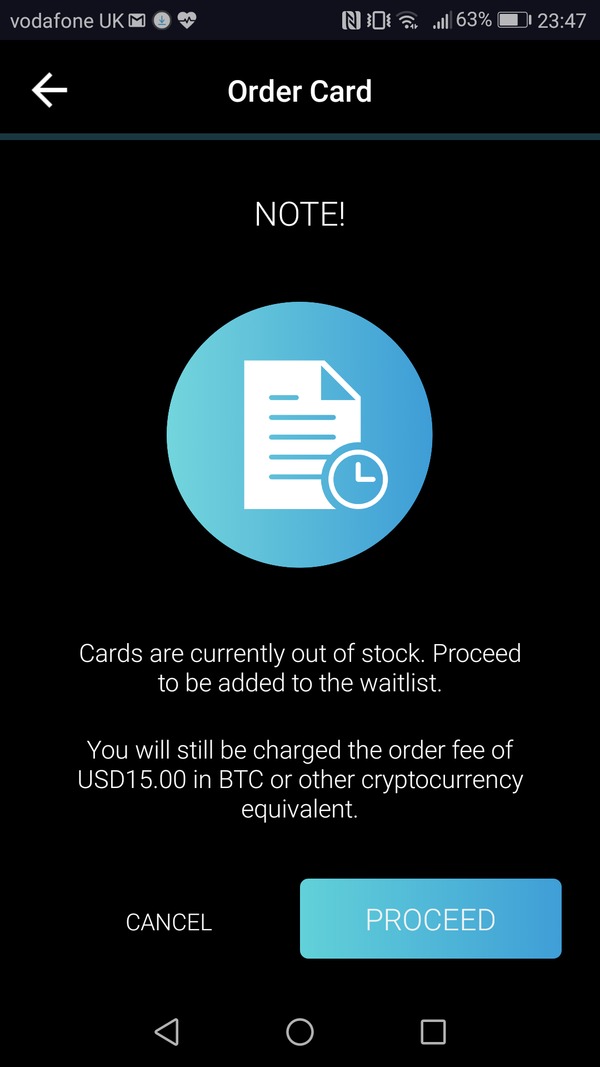 vodafone UK 63% 23:47
Order Card
NOTE!
Cards are currently out of stock. Proceed
to be added to the waitlist.
You will still be charged the order fee of
USD15.00 in BTC or other cryptocurrency
equivalent.
CANCEL PROCEED